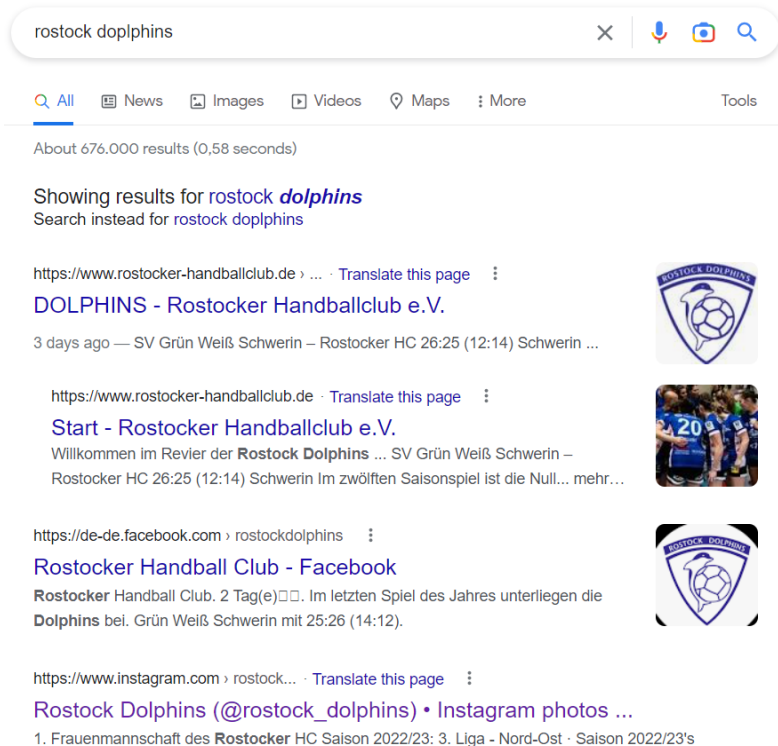 rostock doplphins
All News Images Videos Maps More Tools
About 676.000 results (0,58 seconds)
Showing results for rostock dolphins
Search instead for rostock doplphins
https://www.rostocker-handballclub.de › ... · Translate this page
DOLPHINS - Rostocker Handballclub e.V.
3 days ago — SV Grün Weiß Schwerin – Rostocker HC 26:25 (12:14) Schwerin ...
ROSTOCK DOLPHINS
https://www.rostocker-handballclub.de · Translate this page
Start - Rostocker Handballclub e.V.
Willkommen im Revier der Rostock Dolphins ... SV Grün Weiß Schwerin –
Rostocker HC 26:25 (12:14) Schwerin Im zwölften Saisonspiel ist die Null... mehr…
20
https://de-de.facebook.com › rostockdolphins
Rostocker Handball Club - Facebook
Rostocker Handball Club. 2 Tag(e)□□. Im letzten Spiel des Jahres unterliegen die
Dolphins bei. Grün Weiß Schwerin mit 25:26 (14:12).
ROSTOCK DOLPHINS
https://www.instagram.com › rostock... · Translate this page
Rostock Dolphins (@rostock_dolphins) • Instagram photos ...
1. Frauenmannschaft des Rostocker HC Saison 2022/23: 3. Liga - Nord-Ost · Saison 2022/23's